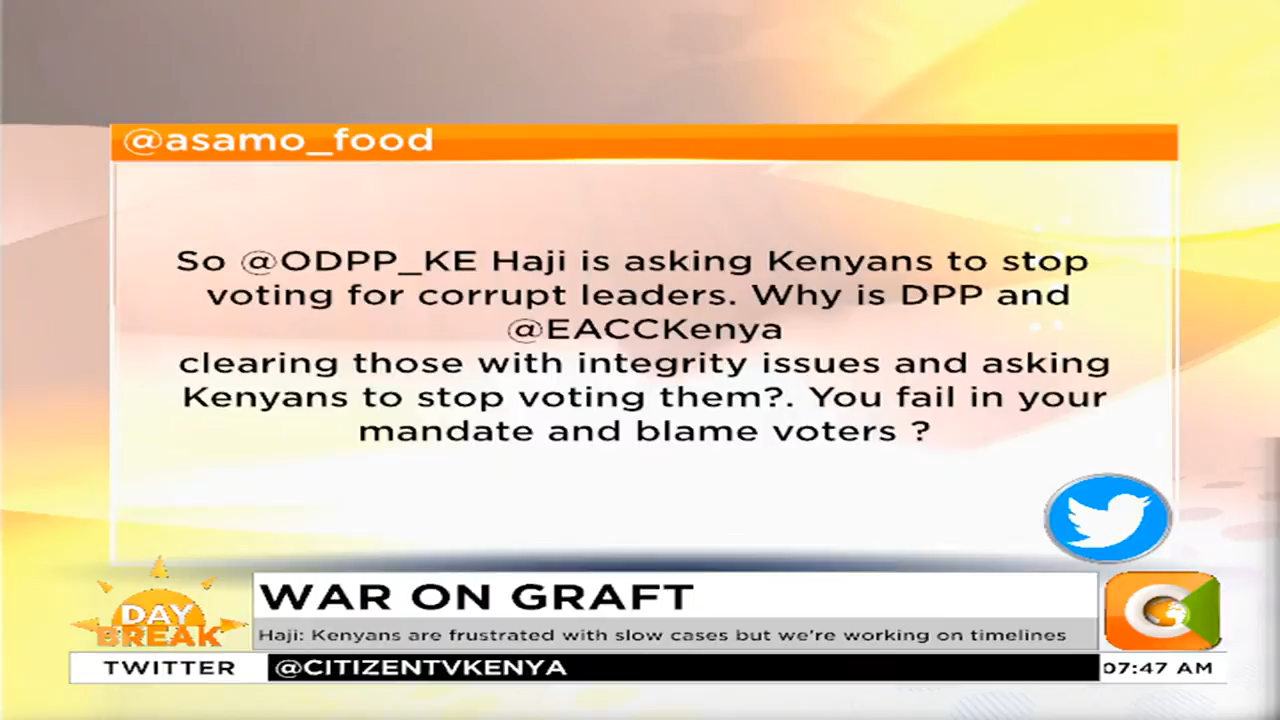 @asamo_food
So @ODPP_KE Haji is asking Kenyans to stop
voting for corrupt leaders. Why is DPP and
@EACCKenya
clearing those with integrity issues and asking
Kenyans to stop voting them?. You fail in your
mandate and blame voters ?
DAY
BREAK
WAR ON GRAFT
Haji: Kenyans are frustrated with slow cases but we're working on timelines
TWITTER
@CITIZENTVKENYA
07:47 AM